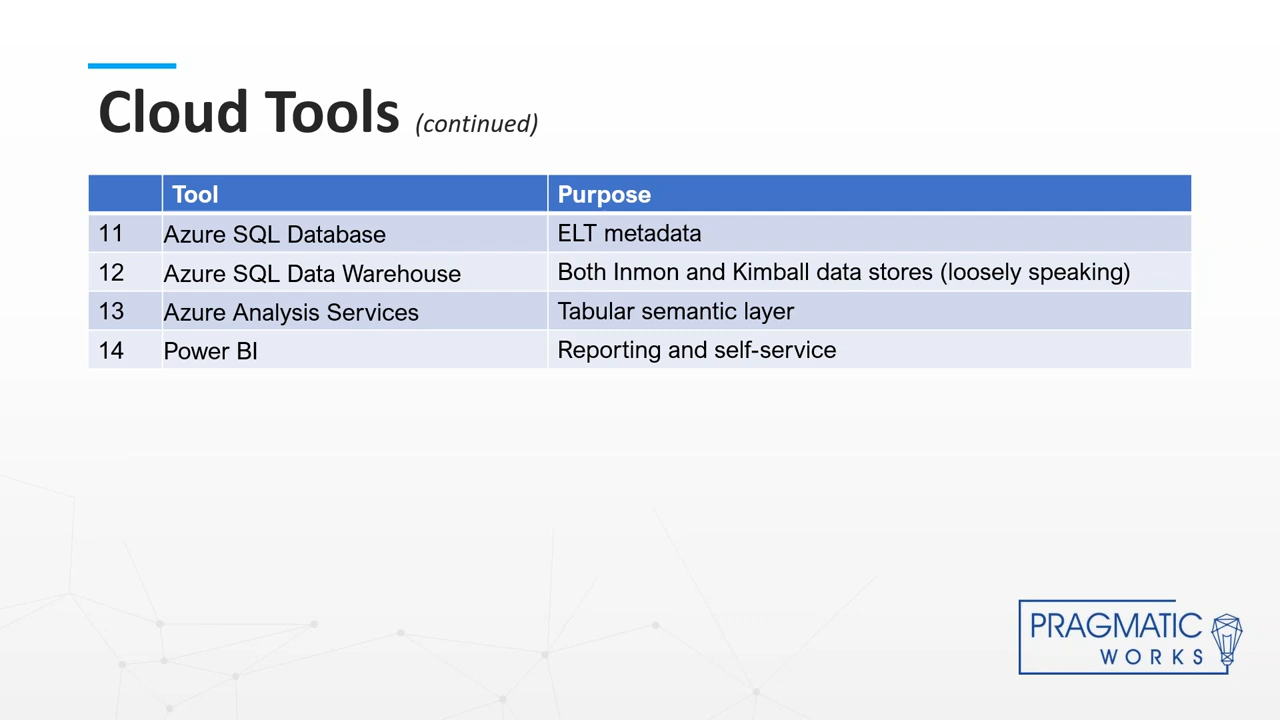 Cloud Tools (continued)
Tool Purpose
11 Azure SQL Database ELT metadata
12 Azure SQL Data Warehouse Both Inmon and Kimball data stores (loosely speaking)
13 Azure Analysis Services Tabular semantic layer
14 Power BI Reporting and self-service
PRAGMATIC
WORKS